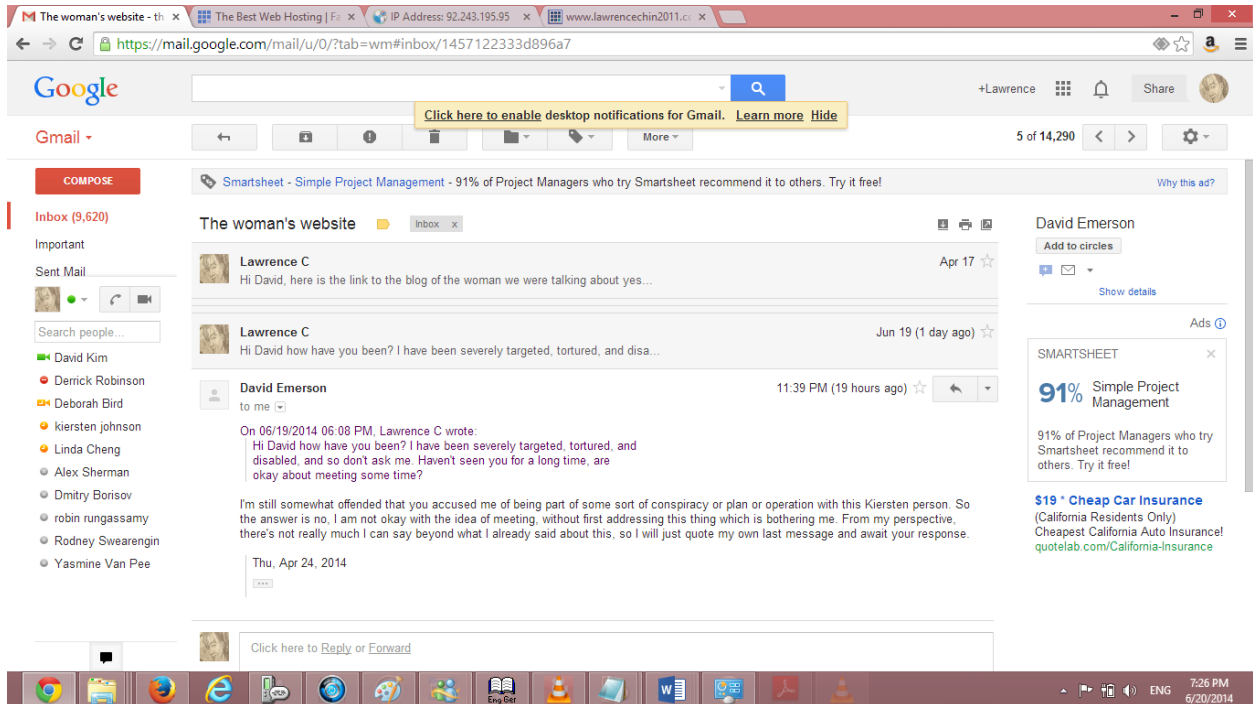 The woman's website - th
The Best Web Hosting | Fa
IP Address: 92.243.195.95
www.lawrencechin2011.cc
https://mail.google.com/mail/u/0/?tab=wm#inbox/1457122333d896a7
Google
+Lawrence
Share
Click here to enable desktop notifications for Gmail. Learn more Hide
Gmail
More
5 of 14,290
COMPOSE
Smartsheet - Simple Project Management - 91% of Project Managers who try Smartsheet recommend it to others. Try it free!
Why this ad?
Inbox (9,620)
Important
Sent Mail
Search people...
David Kim
Derrick Robinson
Deborah Bird
kiersten johnson
Linda Cheng
Alex Sherman
Dmitry Borisov
robin rungassamy
Rodney Swearengin
Yasmine Van Pee
The woman's website
Inbox x
Lawrence C
Apr 17
Hi David, here is the link to the blog of the woman we were talking about yes...
Lawrence C
Jun 19 (1 day ago)
Hi David how have you been? I have been severely targeted, tortured, and disa...
David Emerson
11:39 PM (19 hours ago)
to me
On 06/19/2014 06:08 PM, Lawrence C wrote:
Hi David how have you been? I have been severely targeted, tortured, and
disabled, and so don't ask me. Haven't seen you for a long time, are
okay about meeting some time?
I'm still somewhat offended that you accused me of being part of some sort of conspiracy or plan or operation with this Kiersten person. So
the answer is no, I am not okay with the idea of meeting, without first addressing this thing which is bothering me. From my perspective,
there's not really much I can say beyond what I already said about this, so I will just quote my own last message and await your response.
Thu, Apr 24, 2014
Click here to Reply or Forward
David Emerson
Add to circles
Show details
Ads
SMARTSHEET
91% Simple Project
Management
91% of Project Managers who try
Smartsheet recommend it to
others. Try it free!
$19 * Cheap Car Insurance
(California Residents Only)
Cheapest California Auto Insurance!
quotelab.com/California-Insurance
Eng Ger
ENG
7:26 PM
6/20/2014